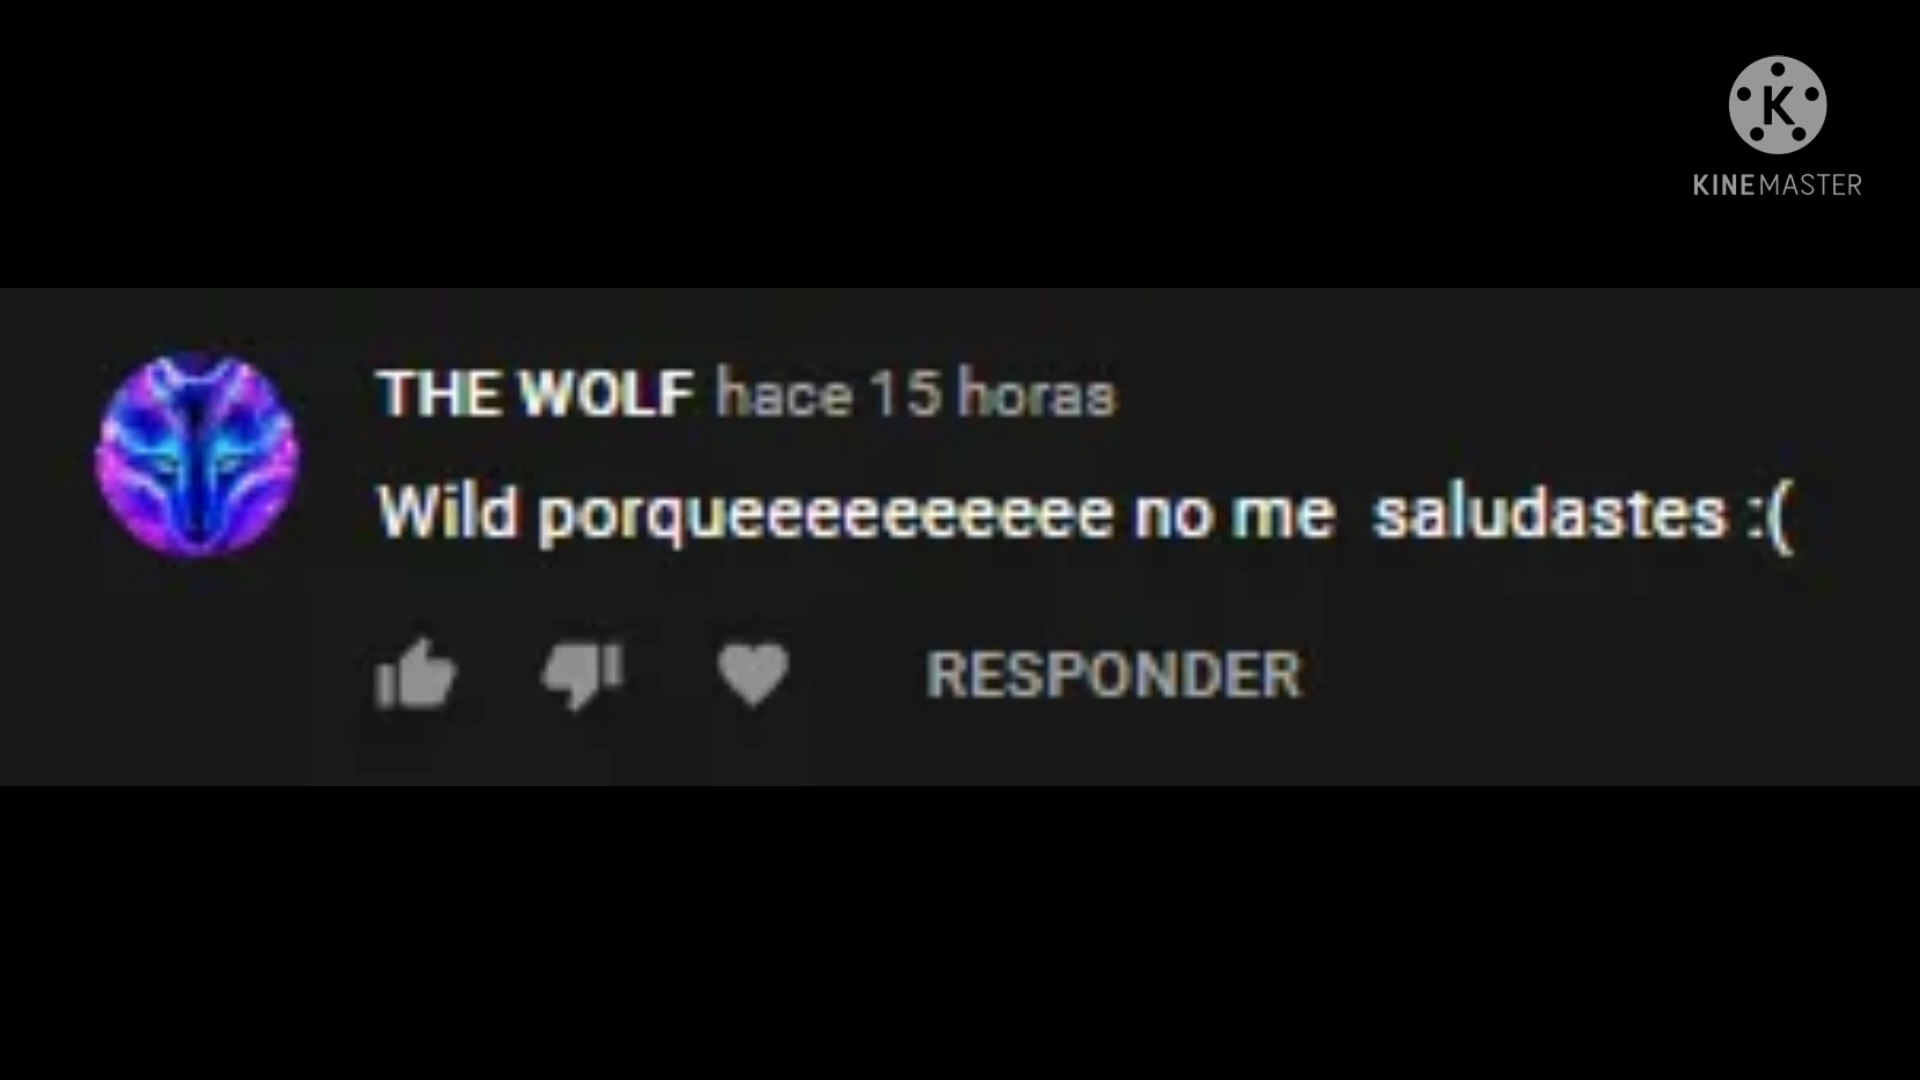 K
KINEMASTER
THE WOLF hace 15 horas
Wild porqueeeeeeeeeee no me  saludastes :(
RESPONDER